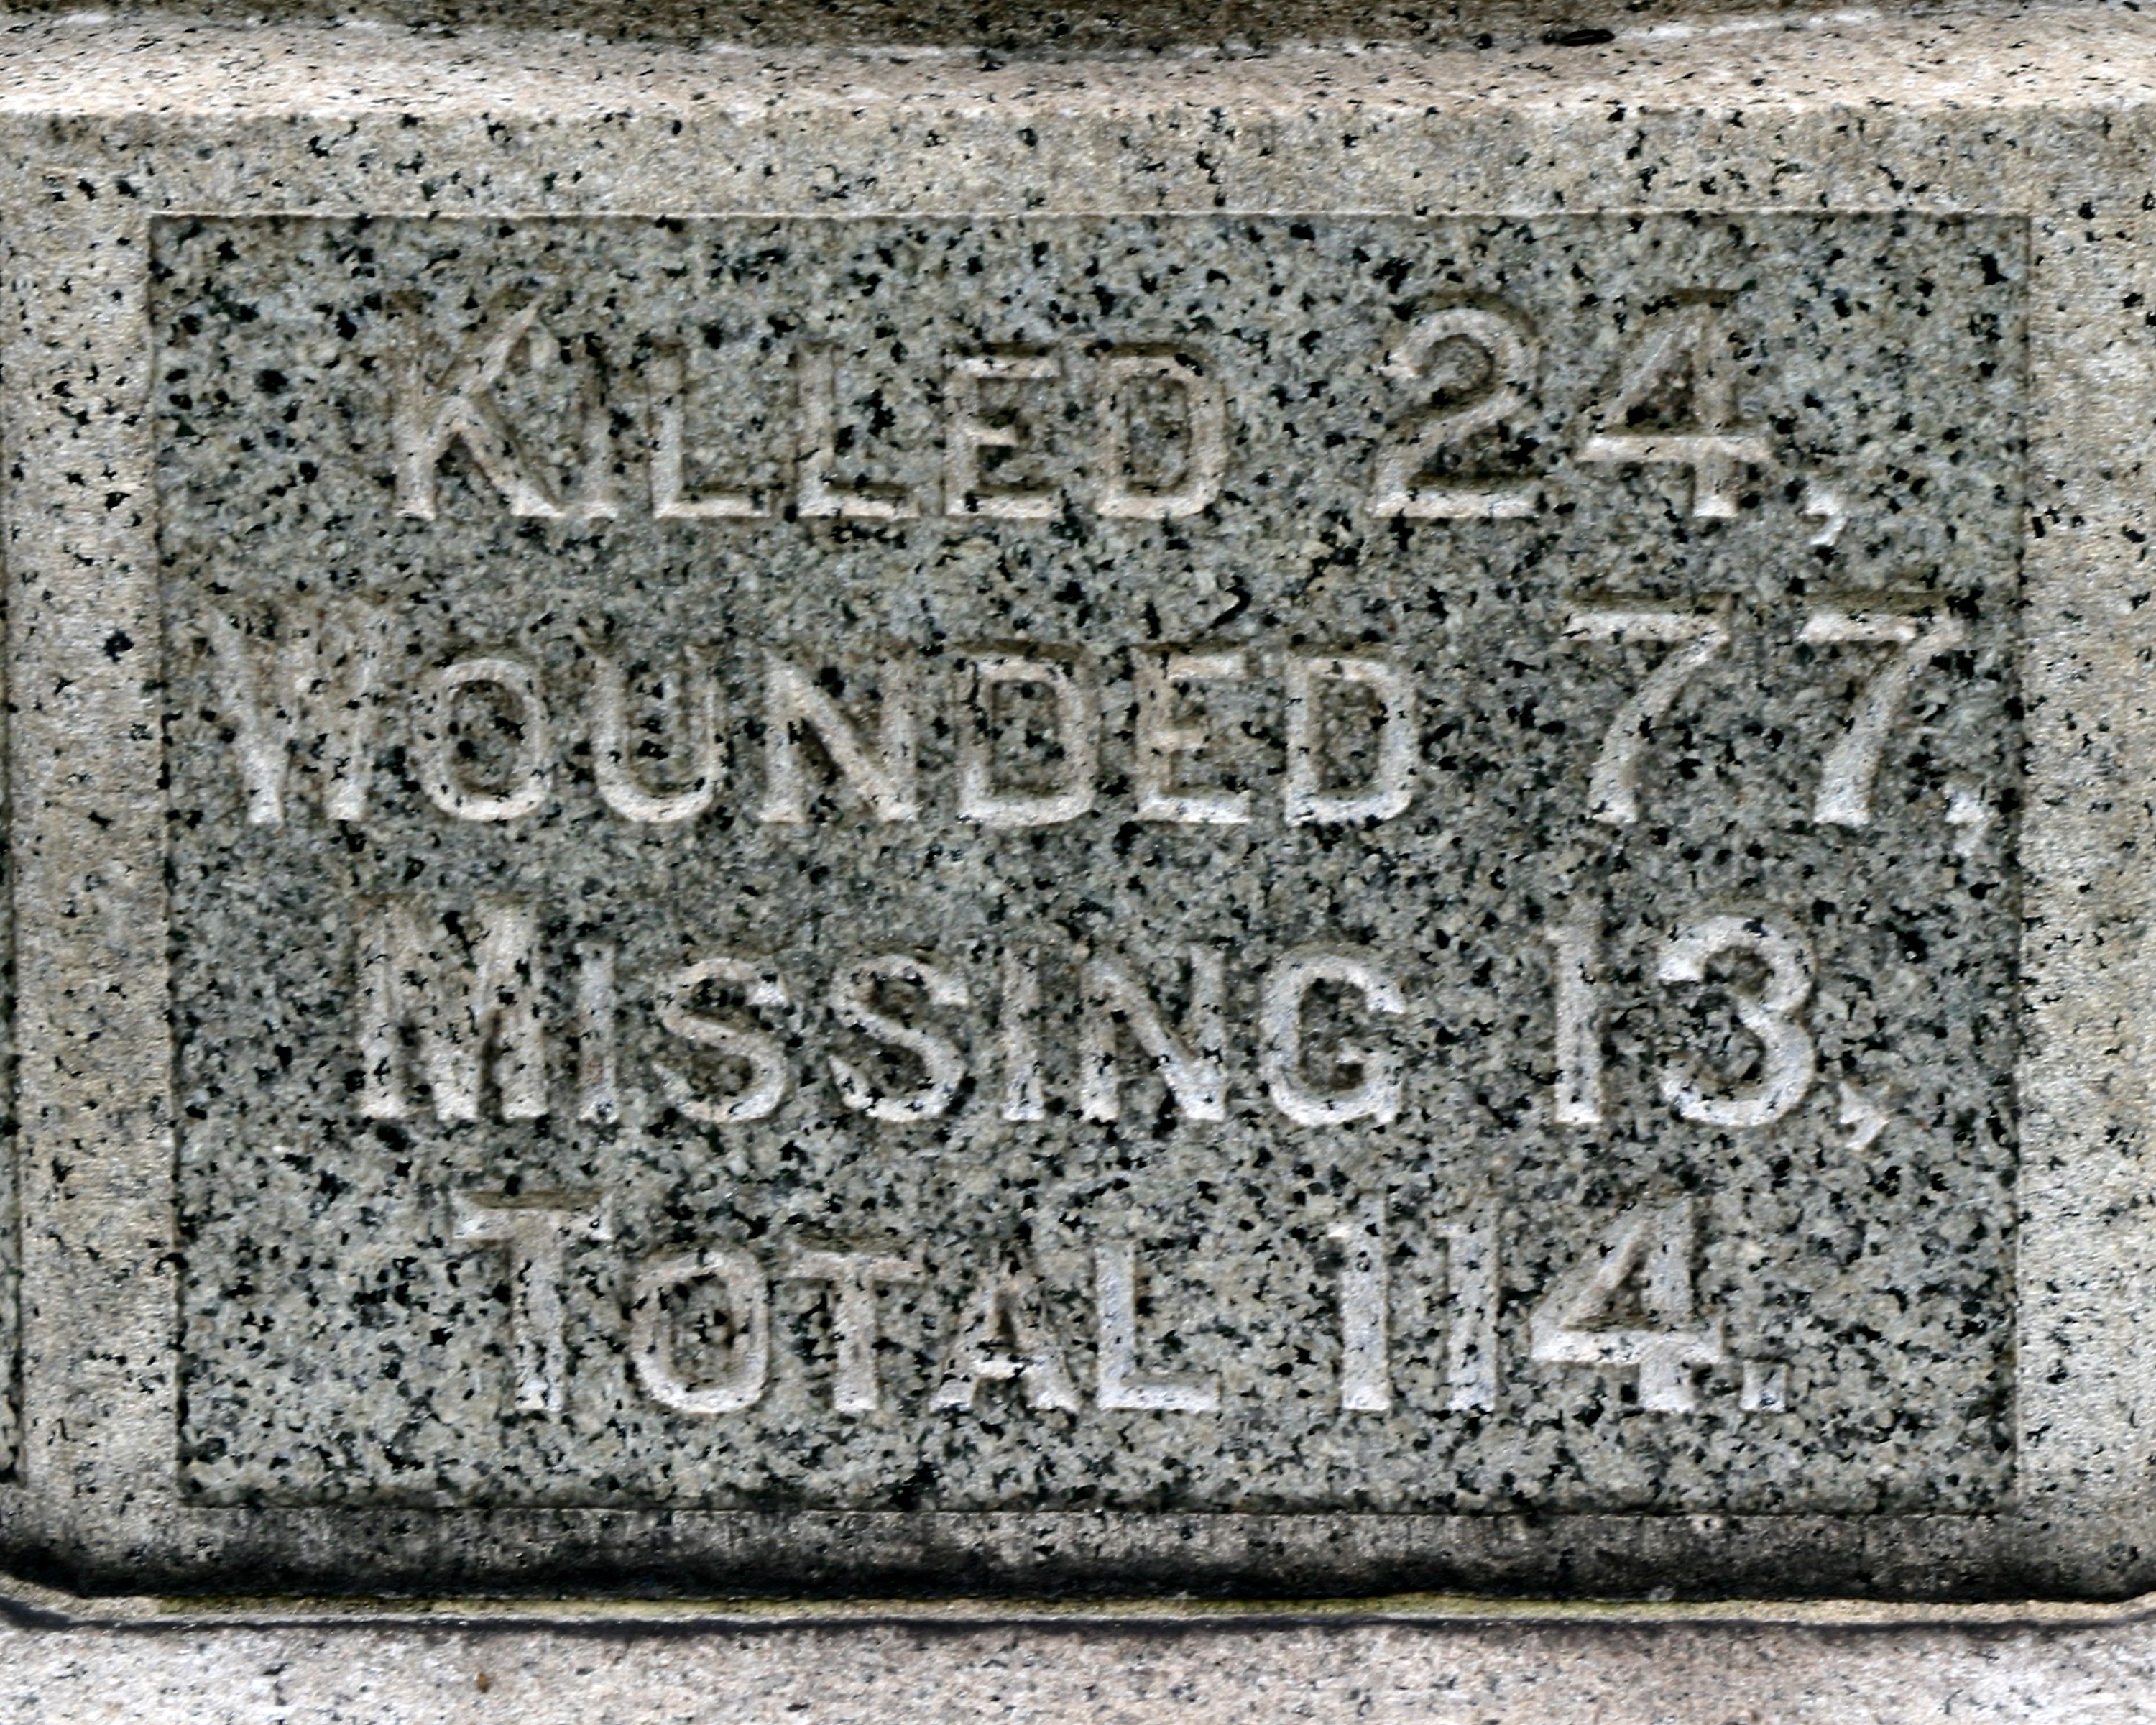 KILLED 24,
WOUNDED 77,
MISSING 13,
TOTAL 114.